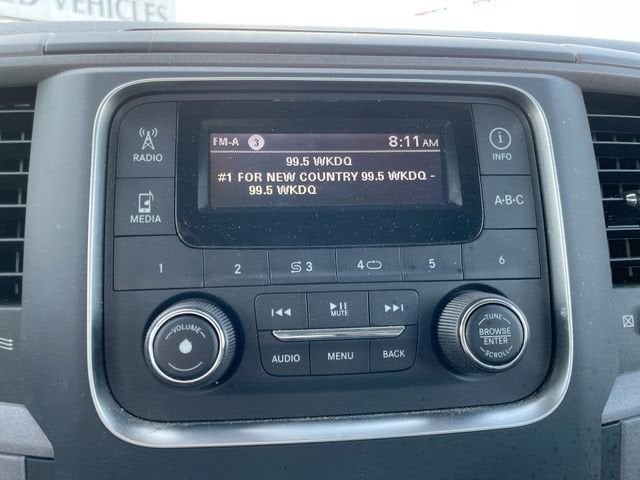 D VEHICLES
RADIO
FM-A 3 8:11 AM
INFO
99.5 WKDQ
#1 FOR NEW COUNTRY 99.5 WKDQ -
99.5 WKDQ
MEDIA
A·B·C
1 2 3 4 5 6
VOLUME
MUTE
TUNE
BROWSE
ENTER
SCROLL
AUDIO MENU BACK